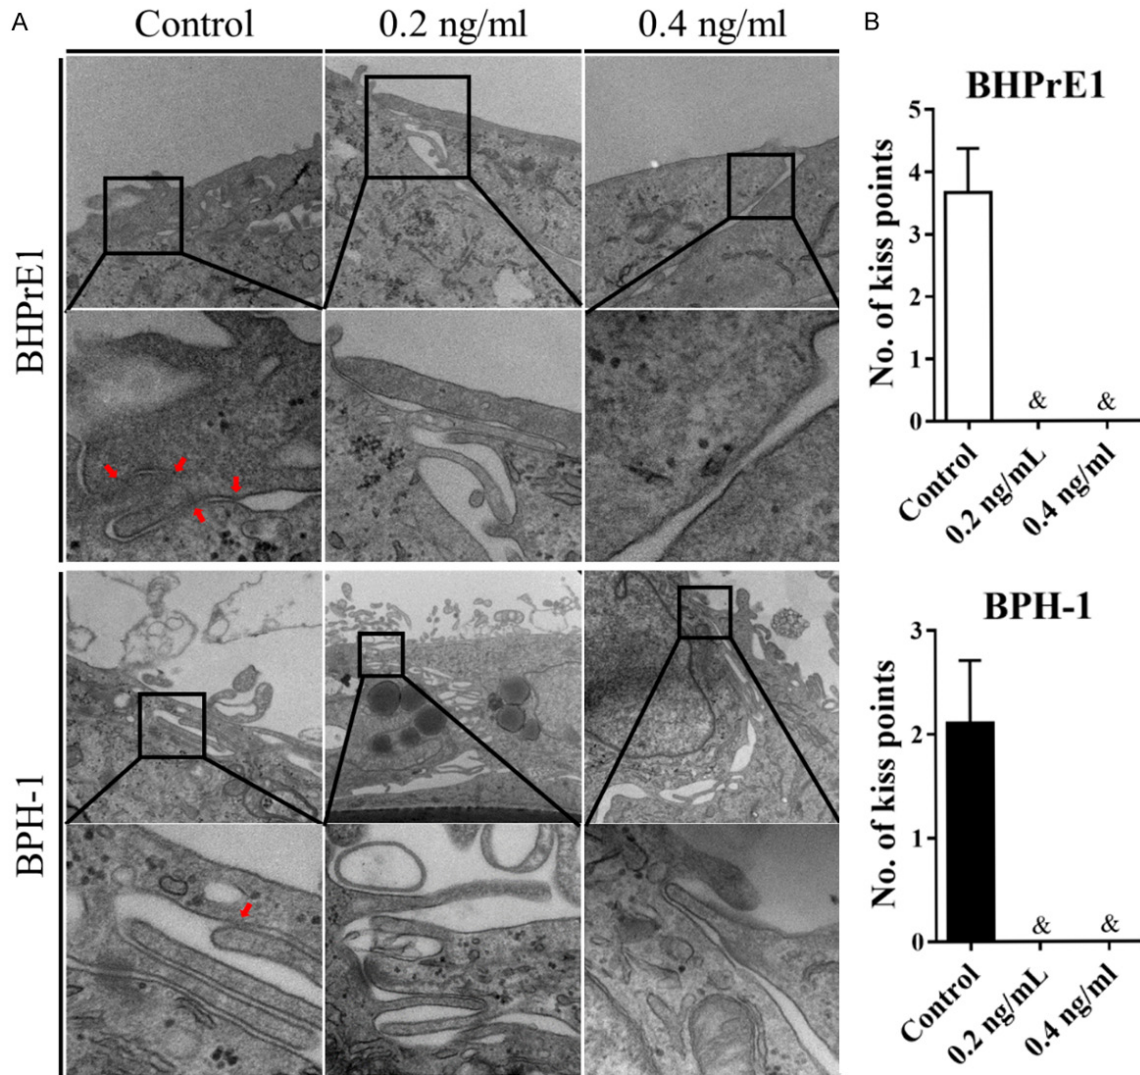 A
Control
0.2 ng/ml
0.4 ng/ml
BHPrE1
BPH-1
B
BHPrE1
No. of kiss points
5
4
3
2
1
0
&
&
Control
0.2 ng/mL
0.4 ng/ml
BPH-1
No. of kiss points
3
2
1
0
&
&
Control
0.2 ng/mL
0.4 ng/ml